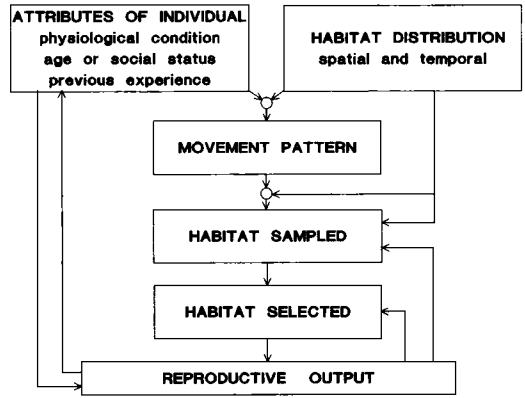 ATTRIBUTES OF INDIVIDUAL
physiological condition
age or social status
previous experience
HABITAT DISTRIBUTION
spatial and temporal
MOVEMENT PATTERN
HABITAT SAMPLED
HABITAT SELECTED
REPRODUCTIVE OUTPUT